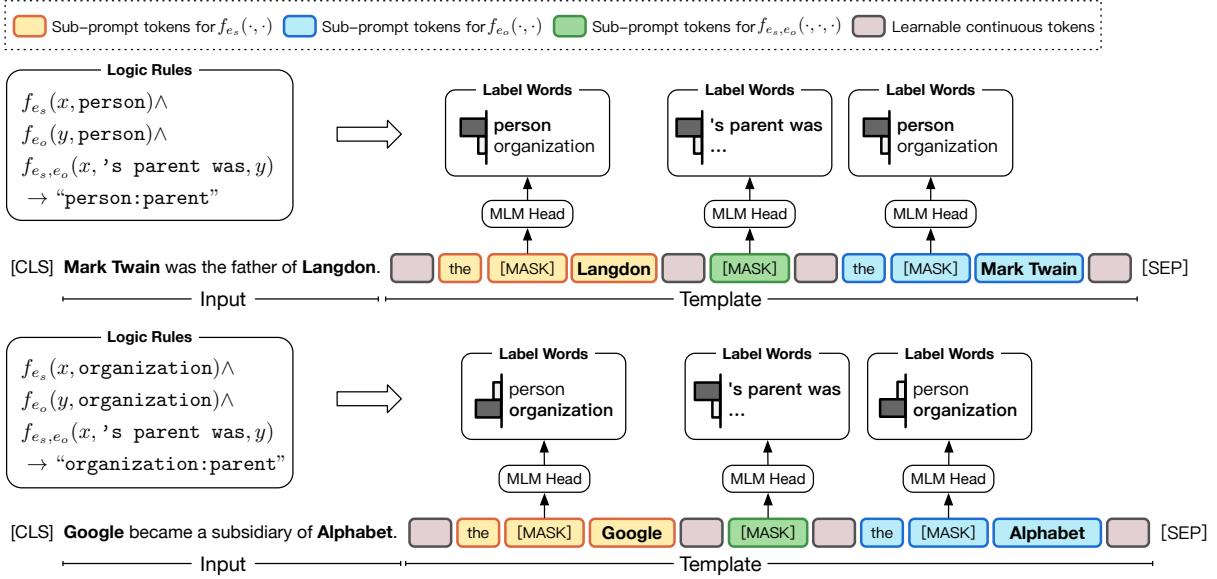 Sub-prompt tokens for f_{e_s}(·,·) Sub-prompt tokens for f_{e_o}(·,·) Sub-prompt tokens for f_{e_s,e_o}(·,·,·) Learnable continuous tokens
Logic Rules
f_{e_s}(x, person)∧
f_{e_o}(y, person)∧
f_{e_s,e_o}(x, 's parent was, y)
→ “person:parent”
Label Words
person
organization
Label Words
's parent was
...
Label Words
person
organization
MLM Head MLM Head MLM Head
[CLS] Mark Twain was the father of Langdon. the [MASK] Langdon [MASK] the [MASK] Mark Twain [SEP]
Input Template
Logic Rules
f_{e_s}(x, organization)∧
f_{e_o}(y, organization)∧
f_{e_s,e_o}(x, 's parent was, y)
→ “organization:parent”
Label Words
person
organization
Label Words
's parent was
...
Label Words
person
organization
MLM Head MLM Head MLM Head
[CLS] Google became a subsidiary of Alphabet. the [MASK] Google [MASK] the [MASK] Alphabet [SEP]
Input Template